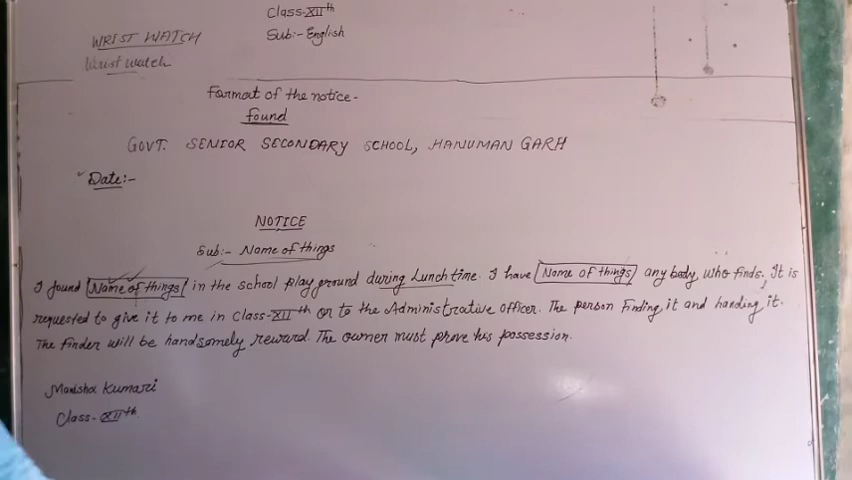 Class-XIIth
Sub:- English
WRIST WATCH
Wrist watch
Format of the notice-
found
GOVT. SENIOR SECONDARY SCHOOL, HANUMAN GARH
Date:-
NOTICE
Sub:- Name of things
I found [Name of things] in the school play ground during Lunch time. I have [Name of things] any body who finds. It is
requested to give it to me in Class-XIIth or to the Administrative Officer. The person Finding it and handing it.
The finder will be handsomely reward. The owner must prove his possession.
Manisha Kumari
Class-XIIth